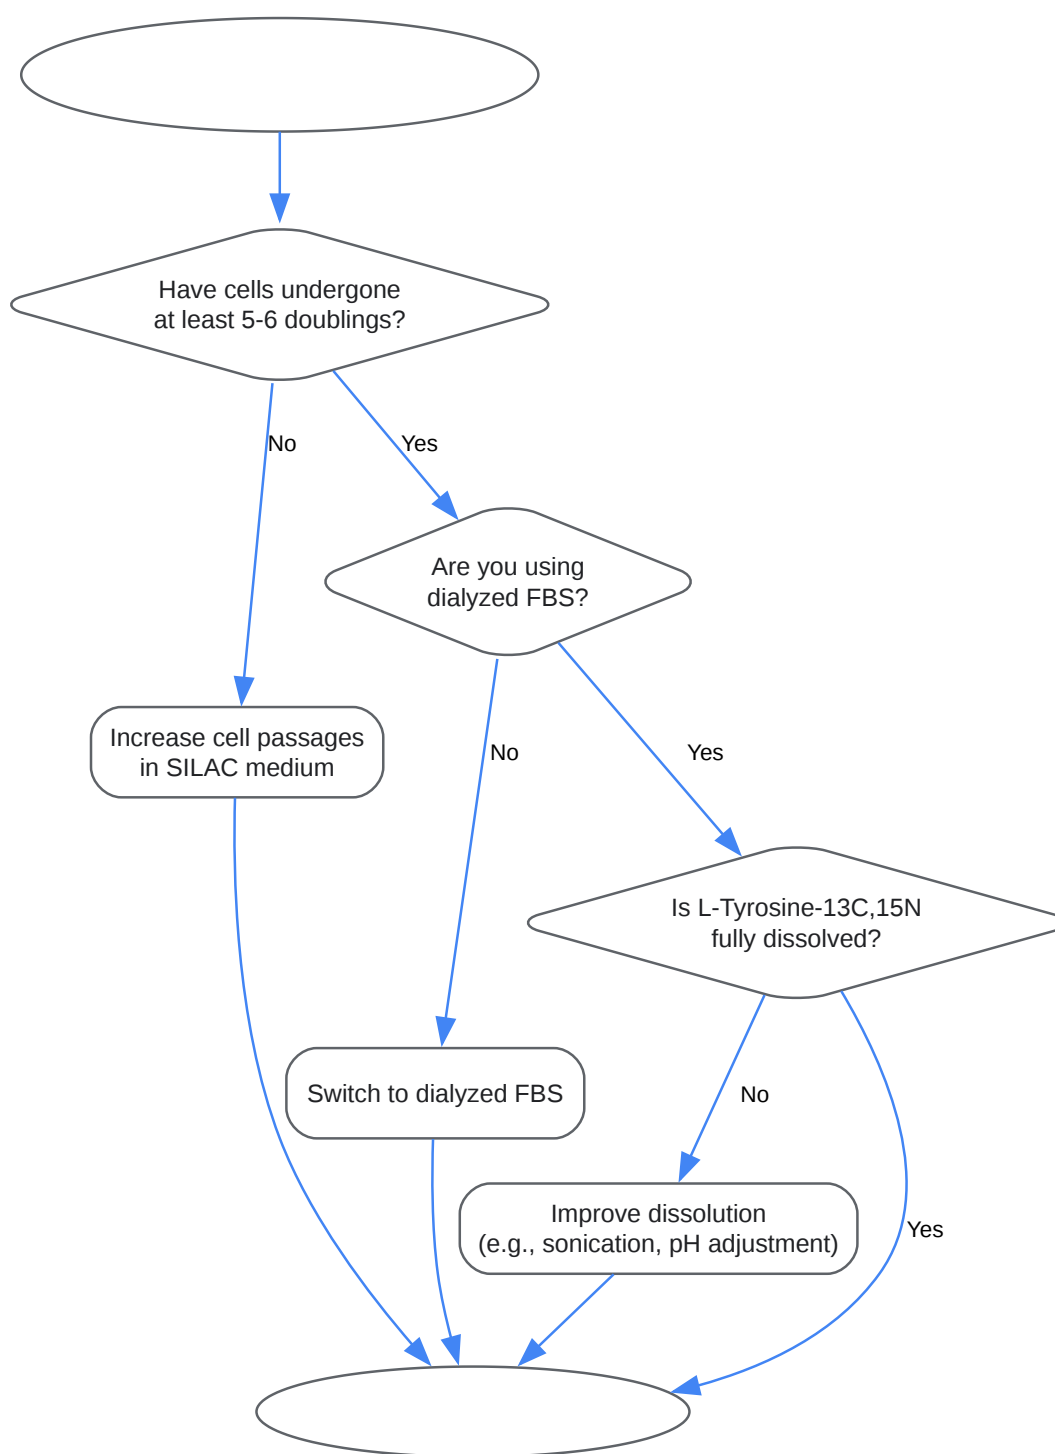 Have cells undergone
at least 5-6 doublings?
No
Yes
Are you using
dialyzed FBS?
Increase cell passages
in SILAC medium
No
Yes
Is L-Tyrosine-13C,15N
fully dissolved?
Switch to dialyzed FBS
No
Improve dissolution
(e.g., sonication, pH adjustment)
Yes